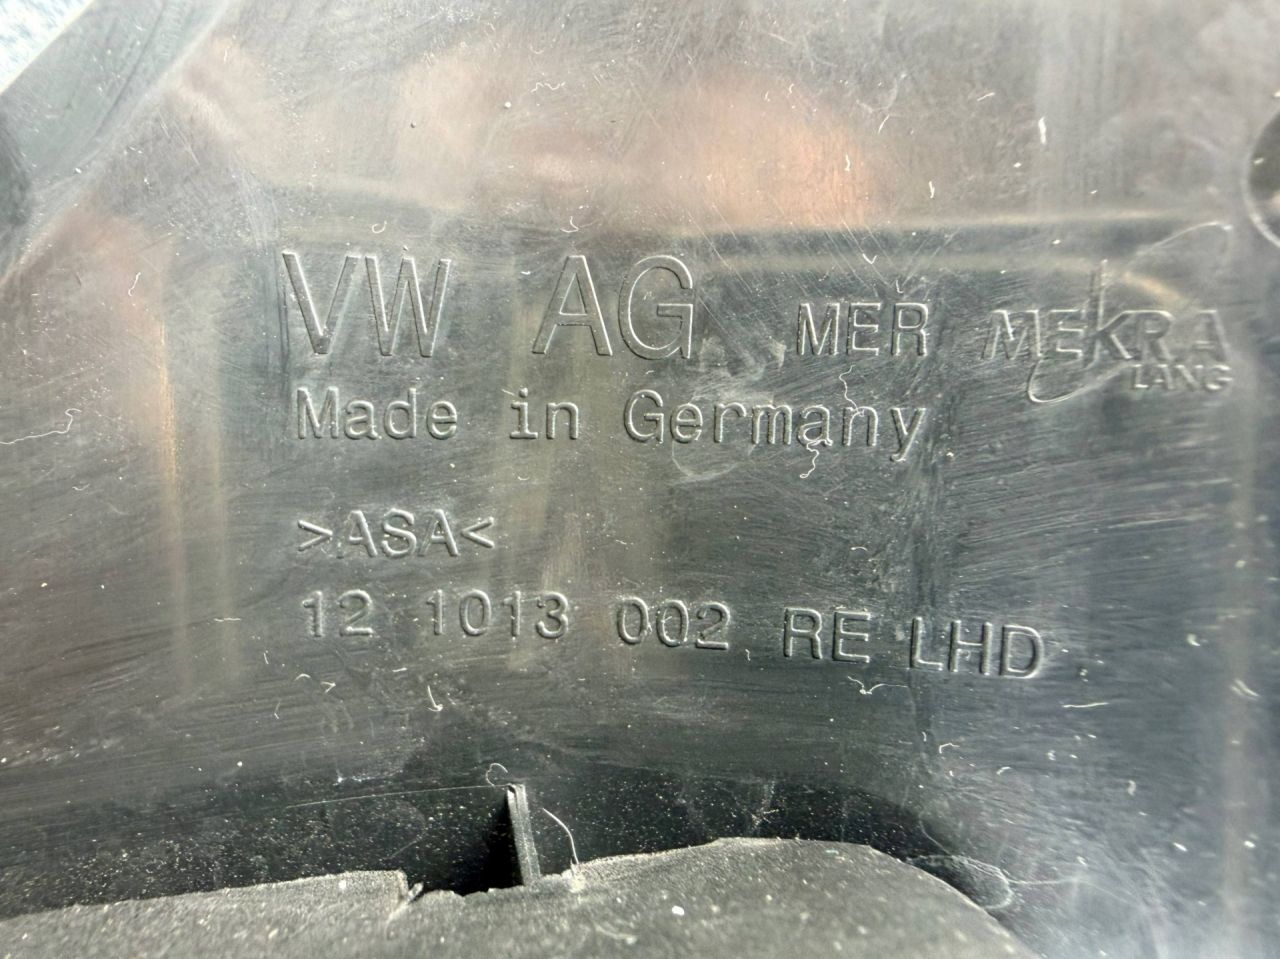 VW AG MER MEKRA LANG
Made in Germany
>ASA<
12 1013 002 RE LHD